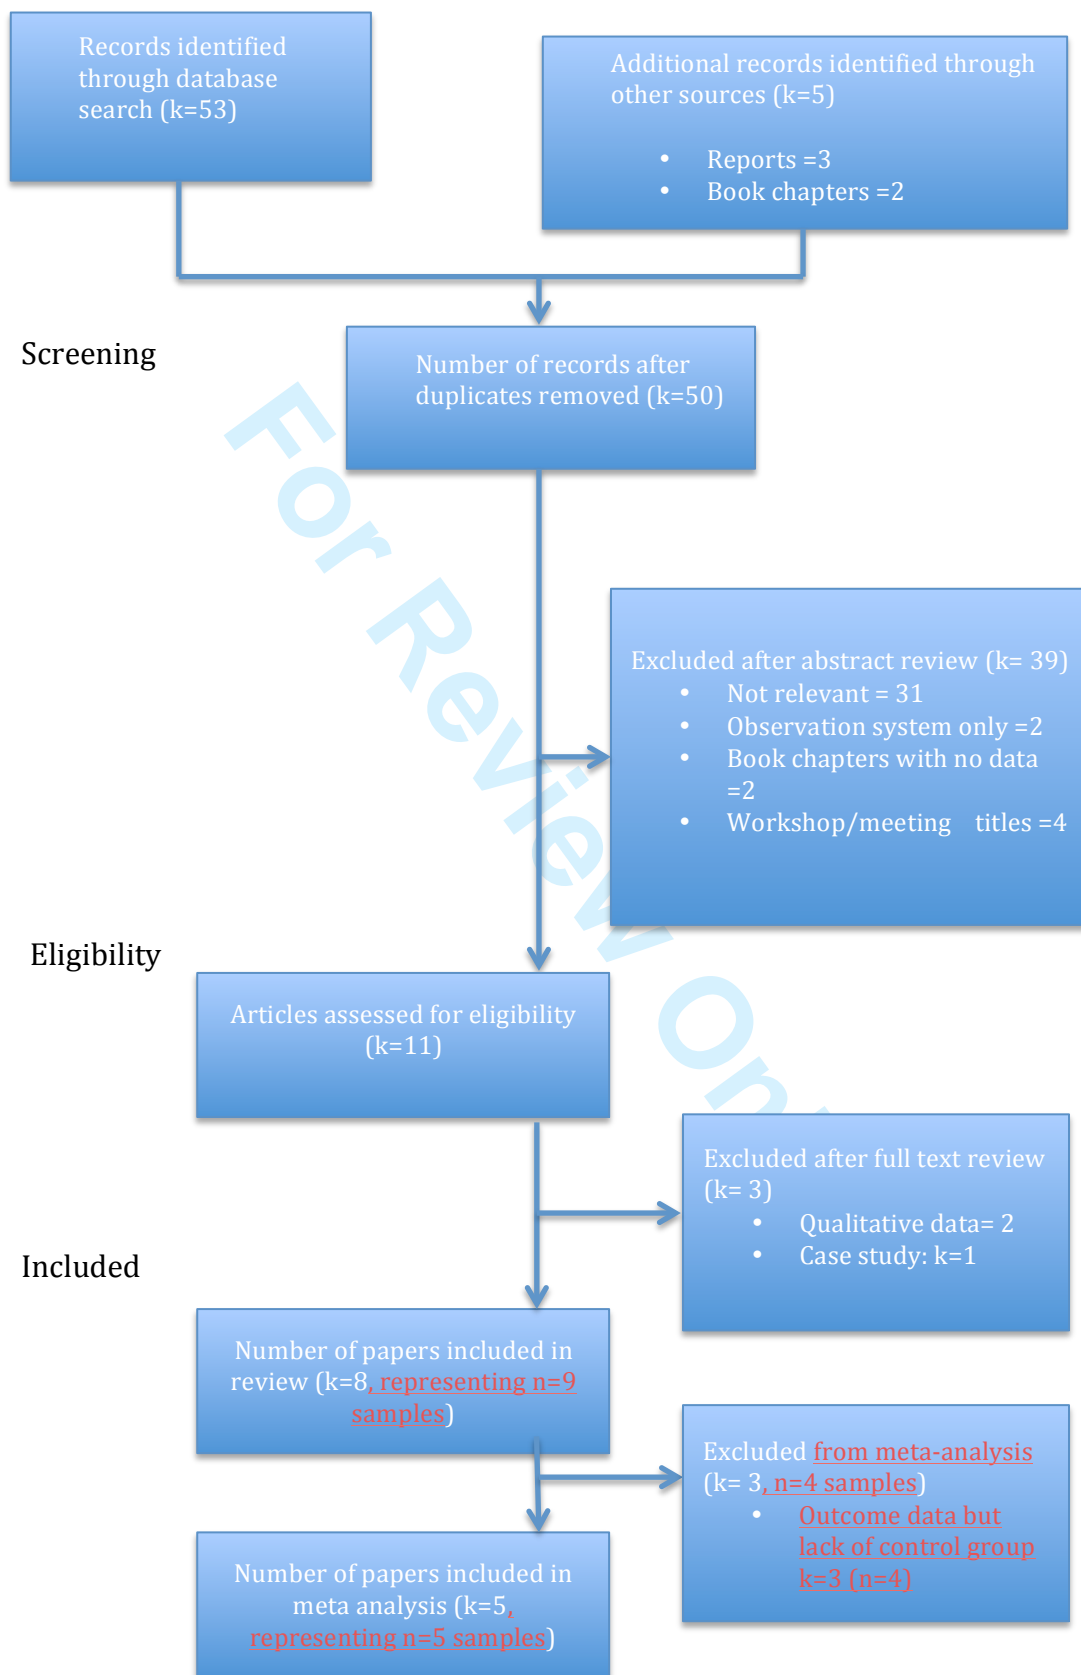 Records identified
through database
search (k=53)
Additional records identified through
other sources (k=5)
• Reports =3
• Book chapters =2
Screening
Number of records after
duplicates removed (k=50)
Excluded after abstract review (k= 39)
• Not relevant = 31
• Observation system only =2
• Book chapters with no data
=2
• Workshop/meeting titles =4
Eligibility
Articles assessed for eligibility
(k=11)
Excluded after full text review
(k= 3)
• Qualitative data= 2
• Case study: k=1
Included
Number of papers included in
review (k=8, representing n=9
samples)
Excluded from meta-analysis
(k= 3, n=4 samples)
• Outcome data but
lack of control group
k=3 (n=4)
Number of papers included in
meta analysis (k=5,
representing n=5 samples)
For Review On